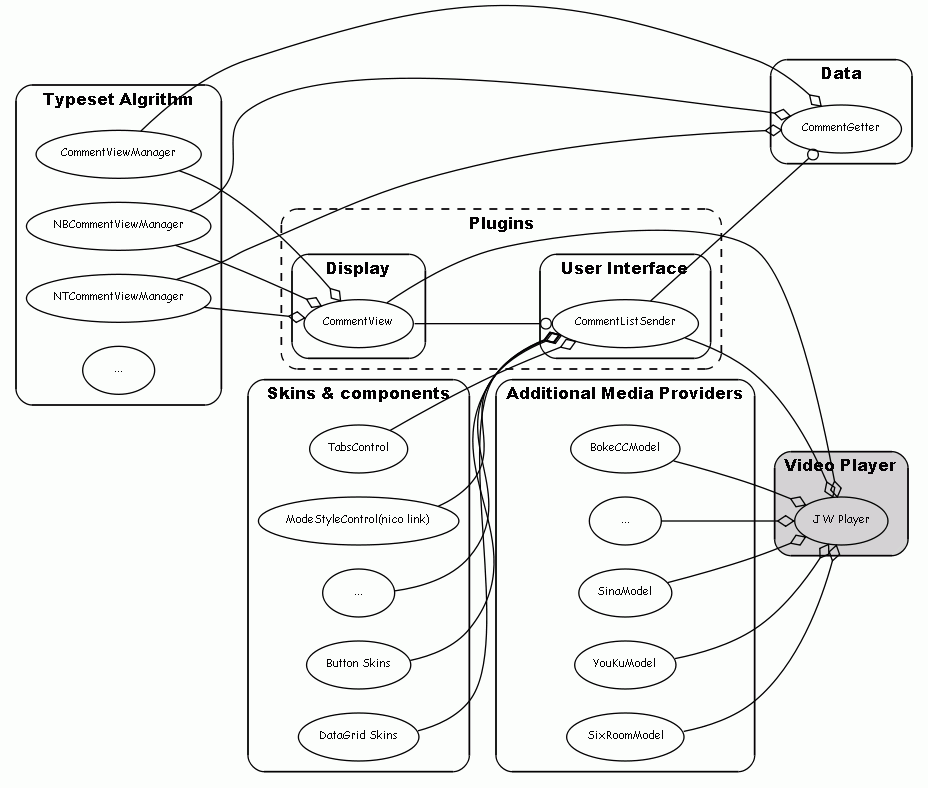 Data
CommentGetter
Typeset Algrithm
CommentViewManager
NBCommentViewManager
NTCommentViewManager
...
Plugins
Display
CommentView
User Interface
CommentListSender
Skins & components
TabsControl
ModeStyleControl(nico link)
...
Button Skins
DataGrid Skins
Additional Media Providers
BokeCCModel
...
SinaModel
YouKuModel
SixRoomModel
Video Player
JW Player